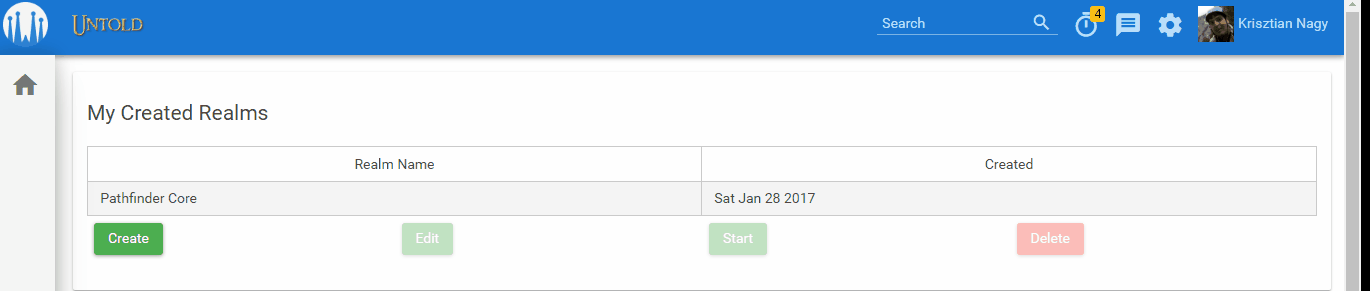 UNTOLD
Search
4
Krisztian Nagy
My Created Realms
Realm Name Created
Pathfinder Core Sat Jan 28 2017
Create Edit Start Delete